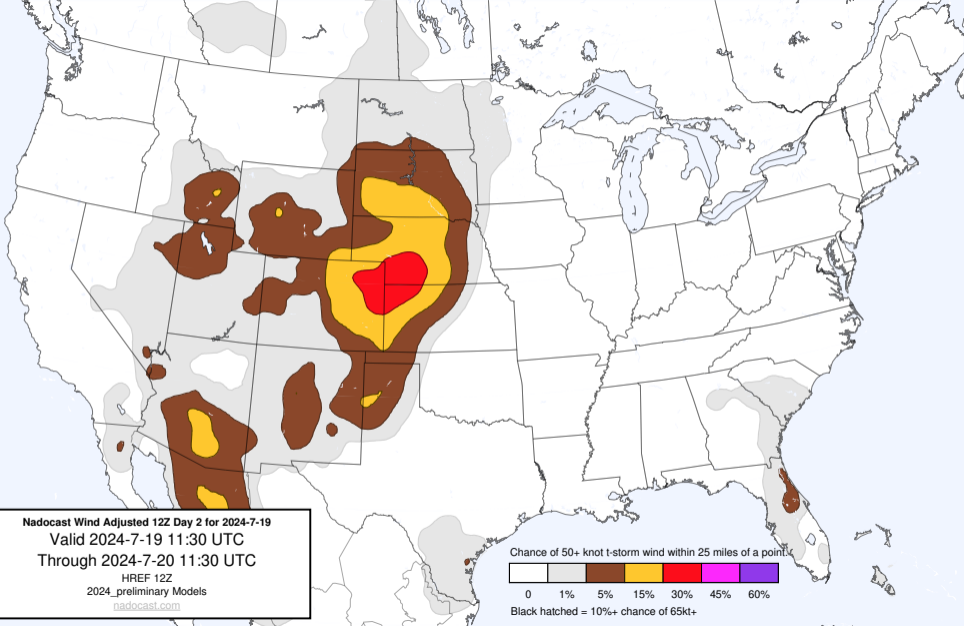 Nadocast Wind Adjusted 12Z Day 2 for 2024-7-19
Valid 2024-7-19 11:30 UTC
Through 2024-7-20 11:30 UTC
HREF 12Z
2024_preliminary Models
nadocast.com
Chance of 50+ knot t-storm wind within 25 miles of a point.
0 1% 5% 15% 30% 45% 60%
Black hatched = 10%+ chance of 65kt+